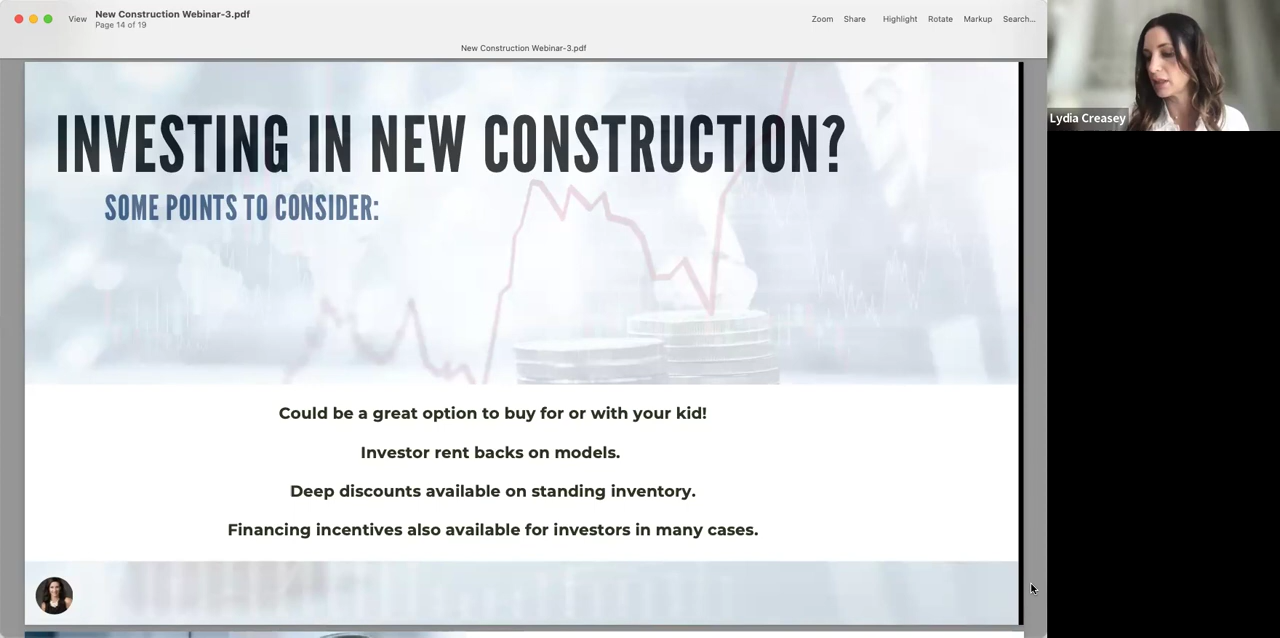 View
New Construction Webinar-3.pdf
Page 14 of 19
Zoom
Share
Highlight
Rotate
Markup
Search...
New Construction Webinar-3.pdf
Lydia Creasey
INVESTING IN NEW CONSTRUCTION?
SOME POINTS TO CONSIDER:
Could be a great option to buy for or with your kid!
Investor rent backs on models.
Deep discounts available on standing inventory.
Financing incentives also available for investors in many cases.